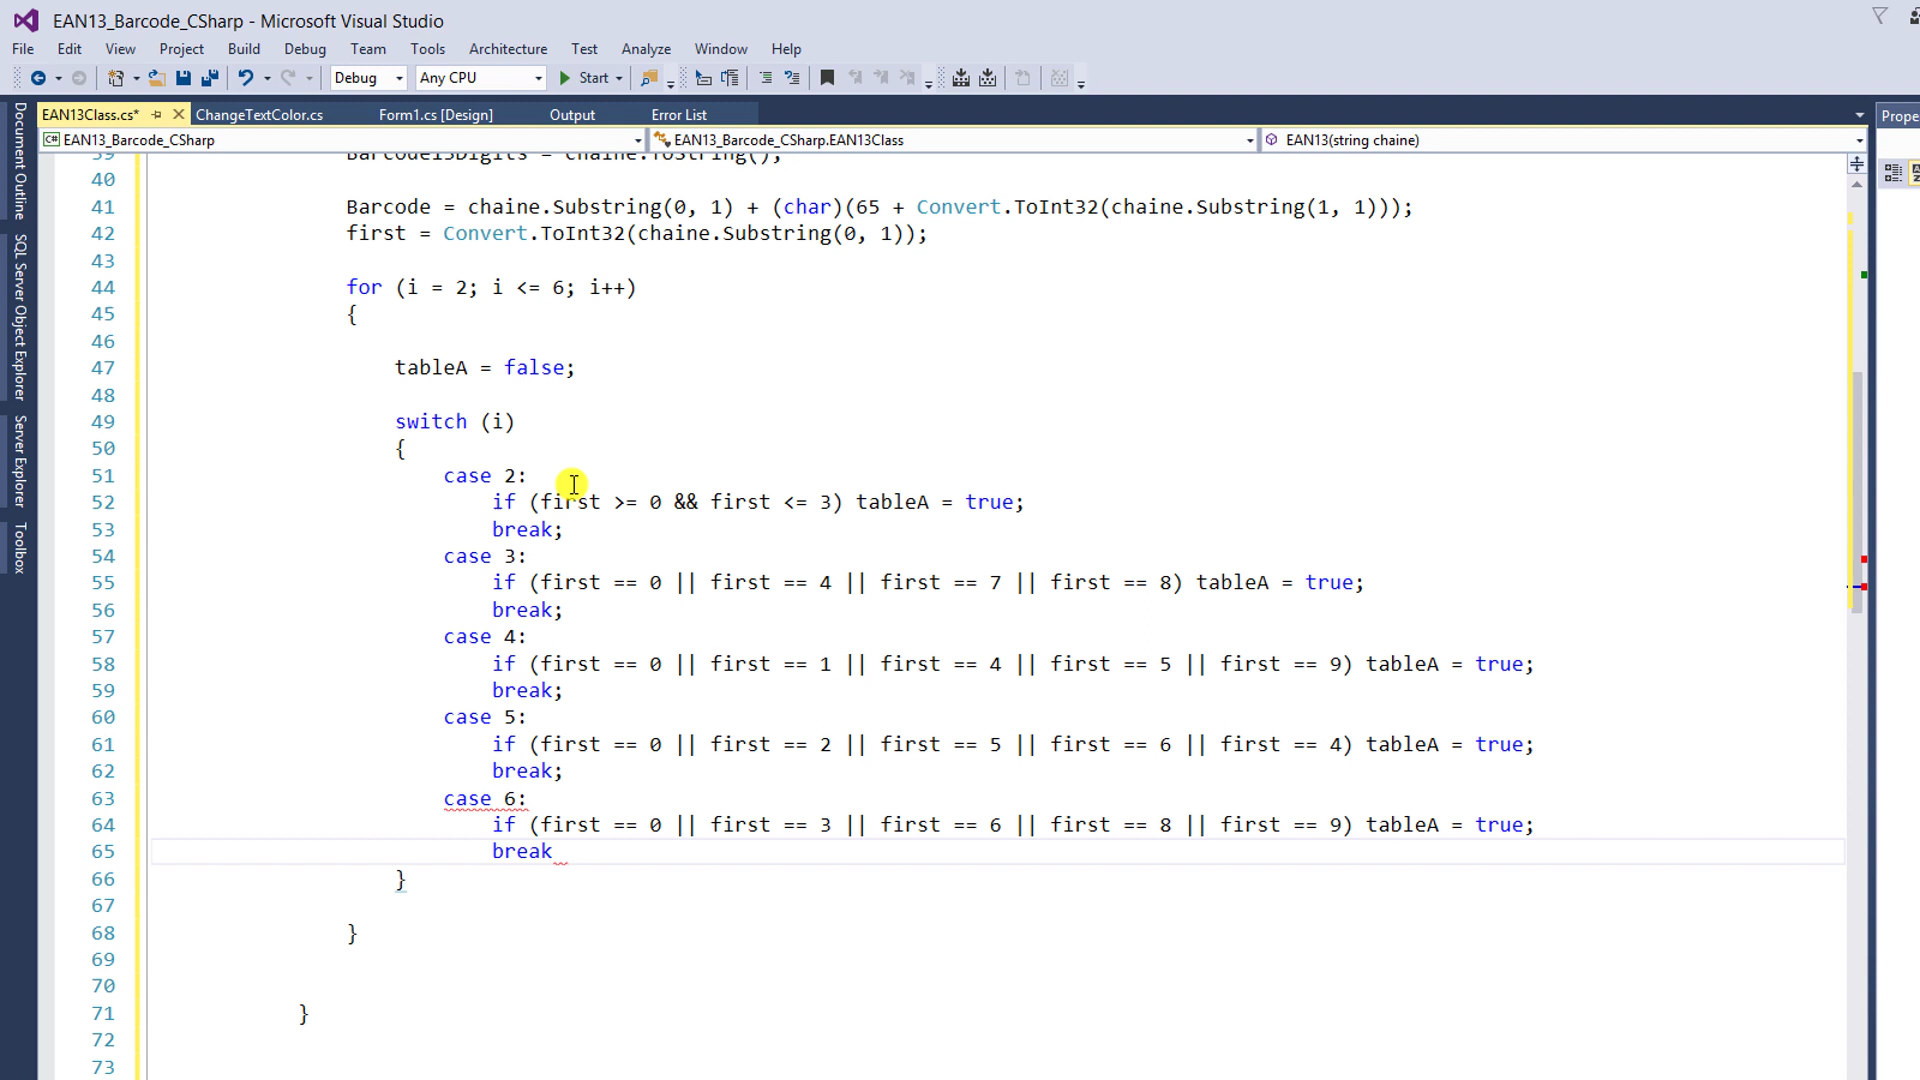 EAN13_Barcode_CSharp - Microsoft Visual Studio
File Edit View Project Build Debug Team Tools Architecture Test Analyze Window Help
Debug Any CPU Start
EAN13Class.cs* ChangeTextColor.cs Form1.cs [Design] Output Error List
EAN13_Barcode_CSharp EAN13_Barcode_CSharp.EAN13Class EAN13(string chaine)
Prope
Document Outline
SQL Server Object Explorer
Server Explorer
Toolbox
39 Barcode13Digits = chaine.ToString();
40
41 Barcode = chaine.Substring(0, 1) + (char)(65 + Convert.ToInt32(chaine.Substring(1, 1)));
42 first = Convert.ToInt32(chaine.Substring(0, 1));
43
44 for (i = 2; i <= 6; i++)
45 {
46
47 tableA = false;
48
49 switch (i)
50 {
51 case 2:
52 if (first >= 0 && first <= 3) tableA = true;
53 break;
54 case 3:
55 if (first == 0 || first == 4 || first == 7 || first == 8) tableA = true;
56 break;
57 case 4:
58 if (first == 0 || first == 1 || first == 4 || first == 5 || first == 9) tableA = true;
59 break;
60 case 5:
61 if (first == 0 || first == 2 || first == 5 || first == 6 || first == 4) tableA = true;
62 break;
63 case 6:
64 if (first == 0 || first == 3 || first == 6 || first == 8 || first == 9) tableA = true;
65 break
66 }
67
68 }
69
70
71 }
72
73